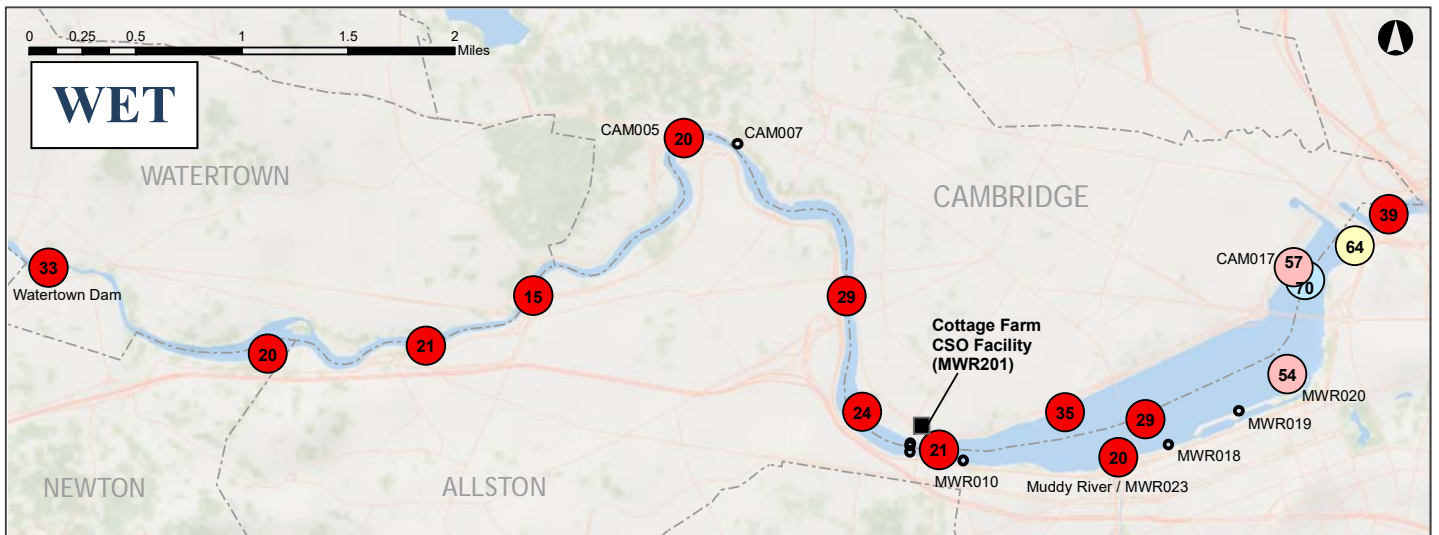 0 0.25 0.5 1 1.5 2
Miles
WET
CAM005
20
CAM007
WATERTOWN
CAMBRIDGE
39
64
CAM017
57
70
33
Watertown Dam
15
29
20
21
Cottage Farm
CSO Facility
(MWR201)
54
MWR020
24
35
29
MWR019
21
20
MWR018
MWR010
Muddy River / MWR023
NEWTON
ALLSTON